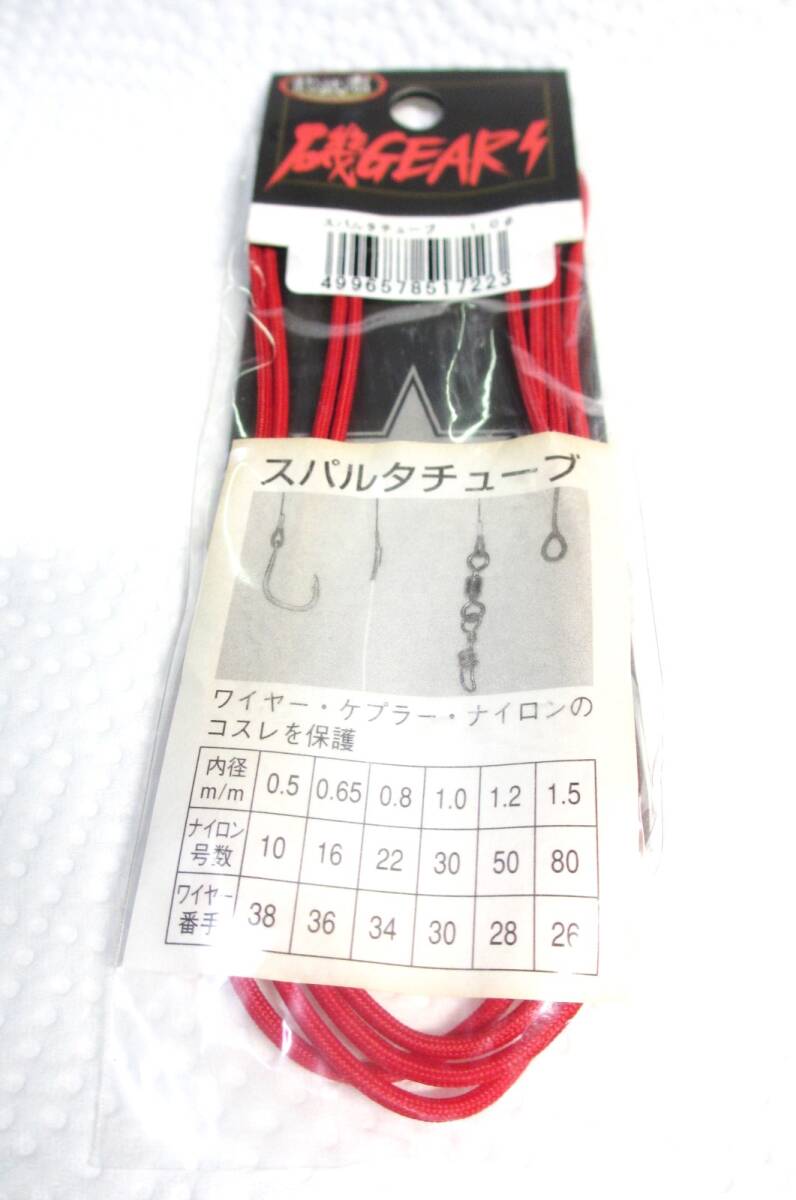 磯GEAR
スパルタチューブ 1.0φ
4996578517223
スパルタチューブ
ワイヤー・ケプラー・ナイロンの
コスレを保護
内径 m/m 0.5 0.65 0.8 1.0 1.2 1.5
ナイロン 号数 10 16 22 30 50 80
ワイヤー 番手 38 36 34 30 28 26